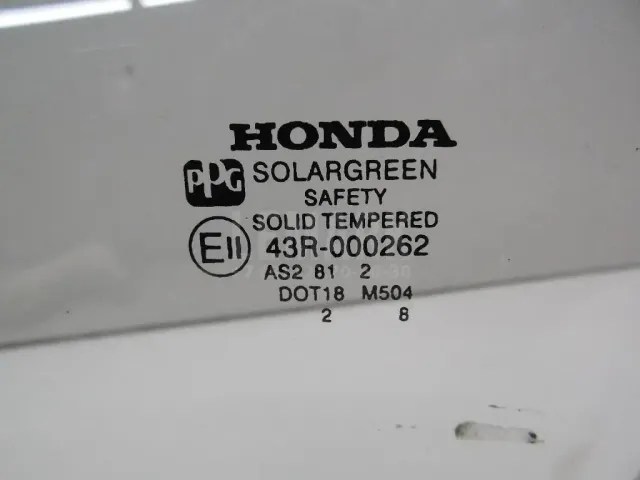 HONDA
PPG SOLARGREEN
SAFETY
SOLID TEMPERED
E11 43R-000262
AS2 81 2
DOT18 M504
2 8